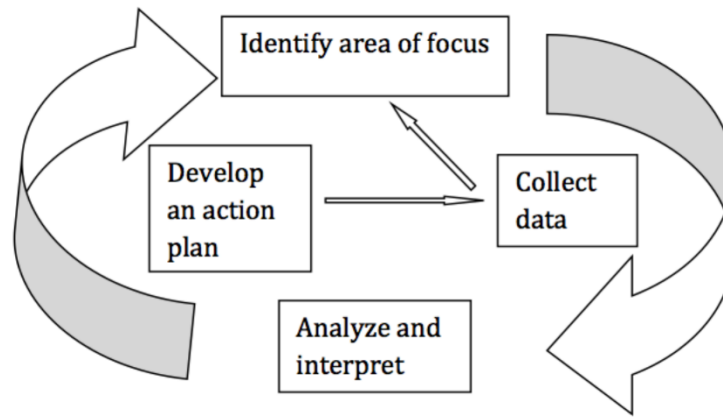 Identify area of focus
Develop
an action
plan
Collect
data
Analyze and
interpret